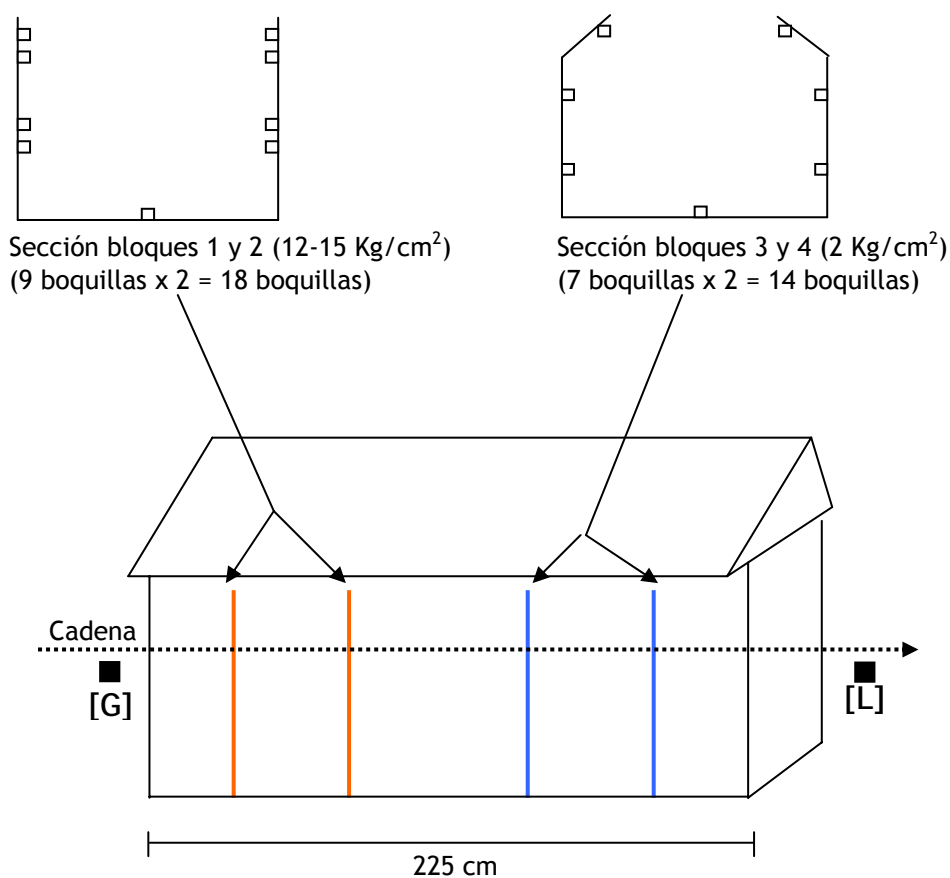 Sección bloques 1 y 2 (12-15 Kg/cm²)
(9 boquillas x 2 = 18 boquillas)
Sección bloques 3 y 4 (2 Kg/cm²)
(7 boquillas x 2 = 14 boquillas)
Cadena
[G]
[L]
225 cm